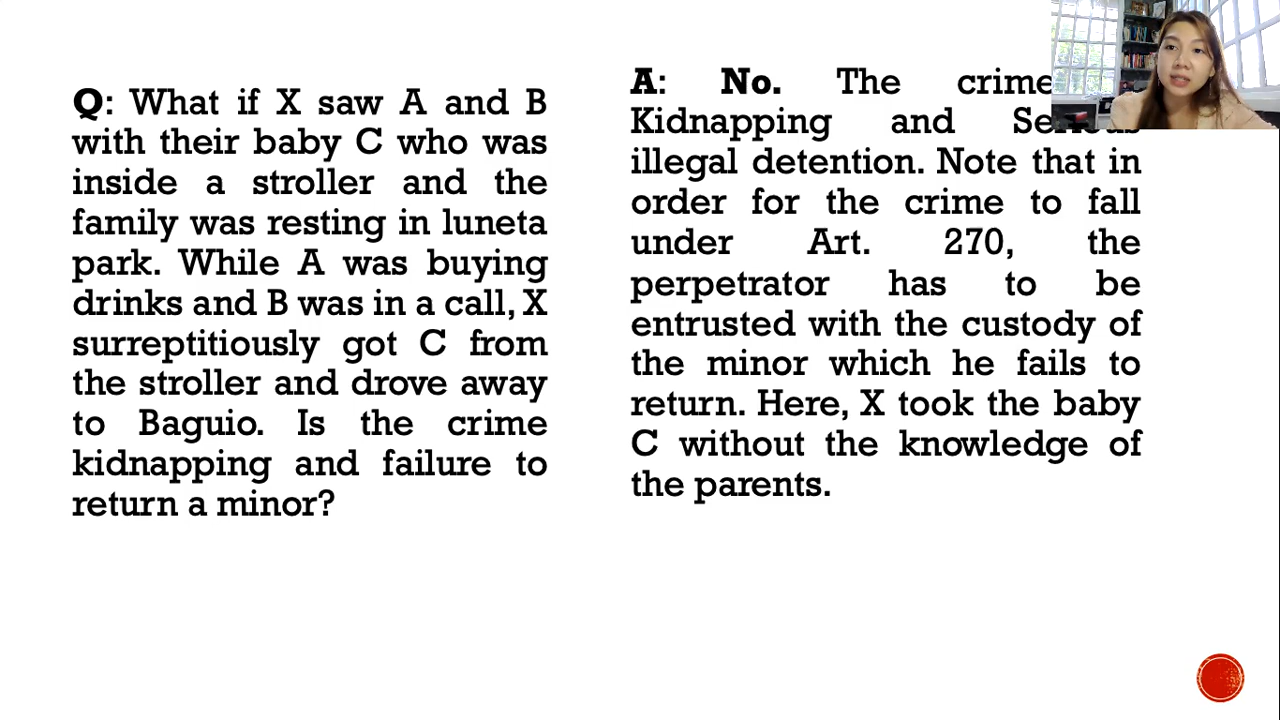 Q: What if X saw A and B
with their baby C who was
inside a stroller and the
family was resting in luneta
park. While A was buying
drinks and B was in a call, X
surreptitiously got C from
the stroller and drove away
to Baguio. Is the crime
kidnapping and failure to
return a minor?
A: No. The crime
Kidnapping and Serious
illegal detention. Note that in
order for the crime to fall
under Art. 270, the
perpetrator has to be
entrusted with the custody of
the minor which he fails to
return. Here, X took the baby
C without the knowledge of
the parents.